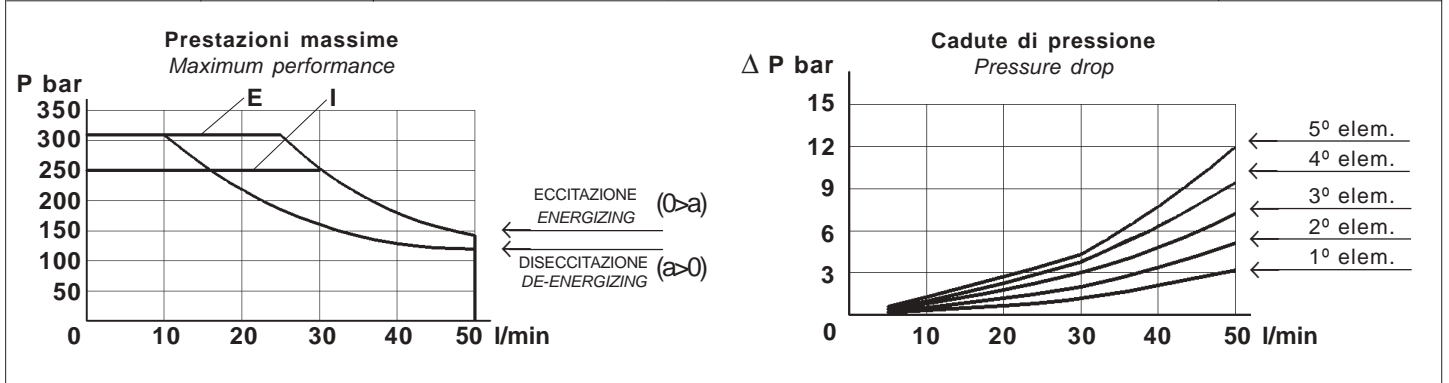 Prestazioni massime
Maximum performance
P bar
E
I
350
300
250
200
150
100
50
0
10
20
30
40
50
l/min
ECCITAZIONE
ENERGIZING
(0>a)
DISECCITAZIONE
DE-ENERGIZING
(a>0)
Cadute di pressione
Pressure drop
Δ P bar
15
12
9
6
3
0
10
20
30
40
50
l/min
5º elem.
4º elem.
3º elem.
2º elem.
1º elem.